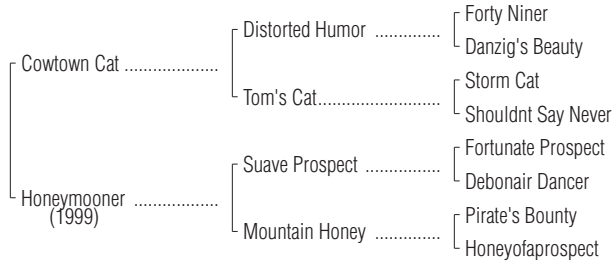 Forty Niner
Distorted Humor ..............
Danzig's Beauty
Cowtown Cat ....................
Storm Cat
Tom's Cat..........................
Shouldnt Say Never
Fortunate Prospect
Suave Prospect ................
Debonair Dancer
Honeymooner ..................
(1999)
Pirate's Bounty
Mountain Honey ..............
Honeyofaprospect